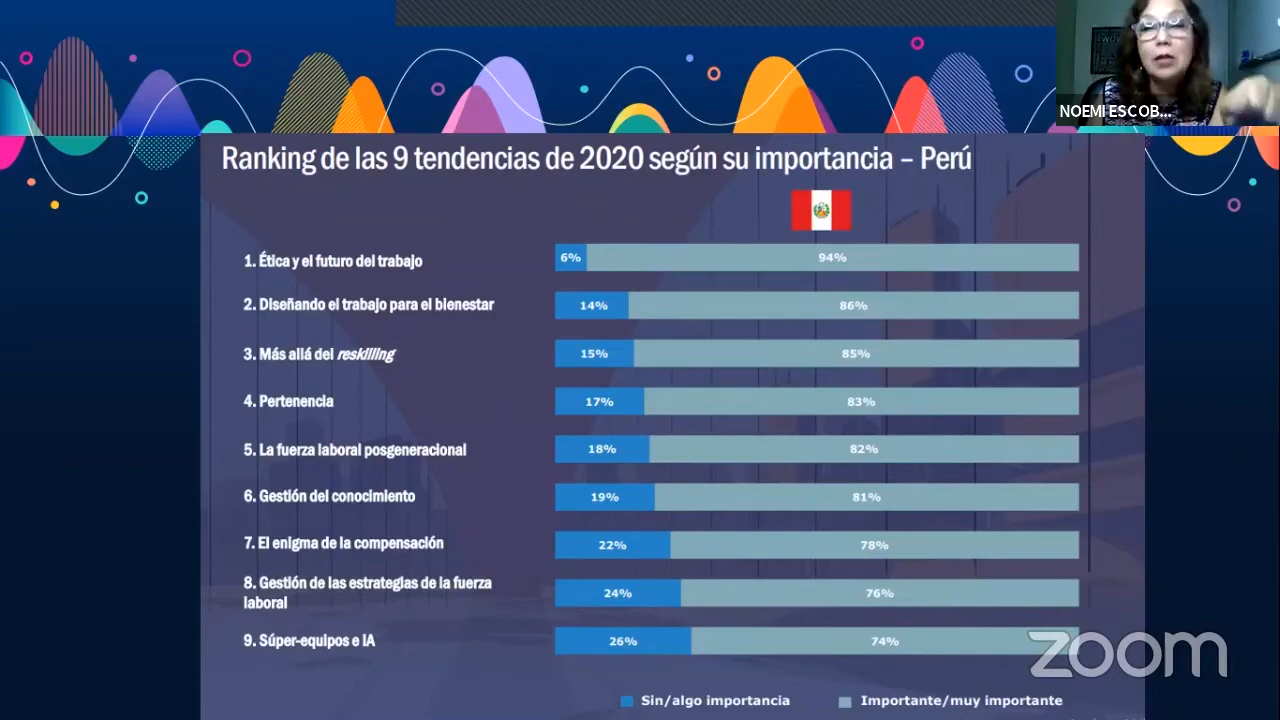 NOEMI ESCOB...
Ranking de las 9 tendencias de 2020 según su importancia – Perú
1. Ética y el futuro del trabajo
6%
94%
2. Diseñando el trabajo para el bienestar
14%
86%
3. Más allá del reskilling
15%
85%
4. Pertenencia
17%
83%
5. La fuerza laboral posgeneracional
18%
82%
6. Gestión del conocimiento
19%
81%
7. El enigma de la compensación
22%
78%
8. Gestión de las estrategias de la fuerza
laboral
24%
76%
9. Súper-equipos e IA
26%
74%
Sin/algo importancia
Importante/muy importante
zoom